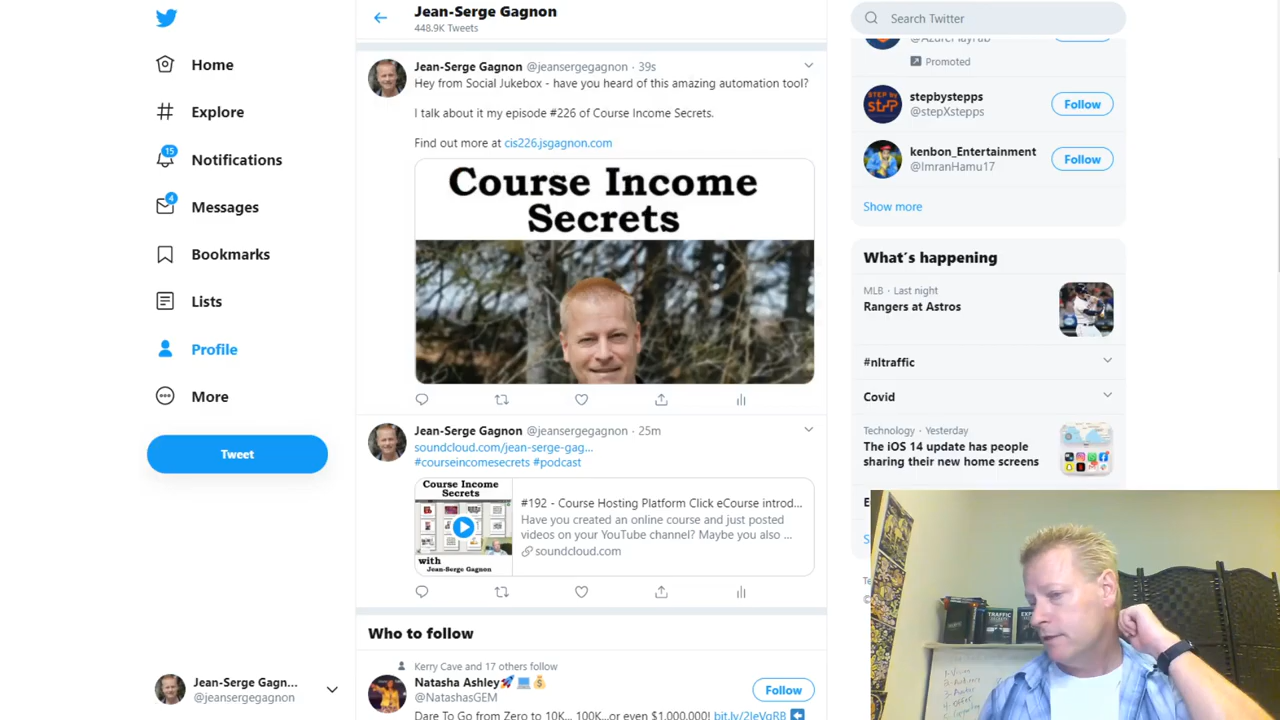 Jean-Serge Gagnon
448.9K Tweets
Home
Explore
15
Notifications
4
Messages
Bookmarks
Lists
Profile
More
Tweet
Jean-Serge Gagn...
@jeansergegagnon
Jean-Serge Gagnon @jeansergegagnon · 39s
Hey from Social Jukebox - have you heard of this amazing automation tool?
I talk about it my episode #226 of Course Income Secrets.
Find out more at cis226.jsgagnon.com
Course Income
Secrets
Jean-Serge Gagnon @jeansergegagnon · 25m
soundcloud.com/jean-serge-gag...
#courseincomesecrets #podcast
Course Income
Secrets
with
Jean-Serge Gagnon
#192 - Course Hosting Platform Click eCourse introd...
Have you created an online course and just posted
videos on your YouTube channel? Maybe you also ...
soundcloud.com
Who to follow
Kerry Cave and 17 others follow
Natasha Ashley
@NatashasGEM
Follow
Dare To Go from Zero to 10K... 100K...or even $1,000,000!
Search Twitter
Promoted
STEP BY
stepbystepps
@stepXstepps
Follow
kenbon_Entertainment
@ImranHamu17
Follow
Show more
What's happening
MLB · Last night
Rangers at Astros
#nltraffic
Covid
Technology · Yesterday
The iOS 14 update has people
sharing their new home screens
TRAFFIC